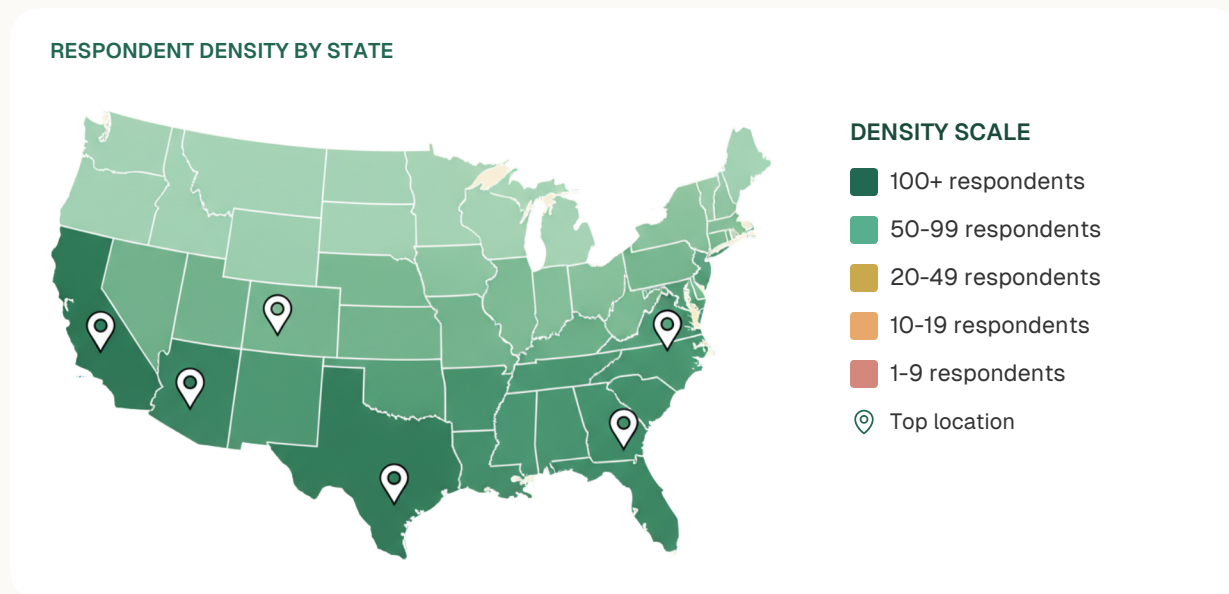 RESPONDENT DENSITY BY STATE
DENSITY SCALE
100+ respondents
50-99 respondents
20-49 respondents
10-19 respondents
1-9 respondents
Top location